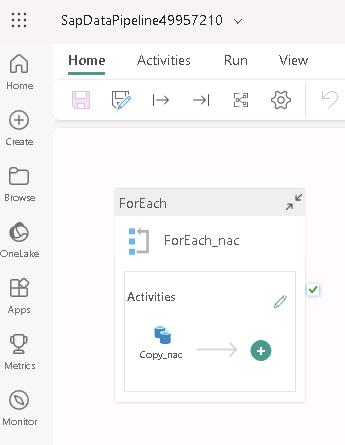 SapDataPipeline49957210
Home
Activities
Run
View
Home
Create
Browse
OneLake
Apps
Metrics
Monitor
ForEach
ForEach_nac
Activities
Copy_nac